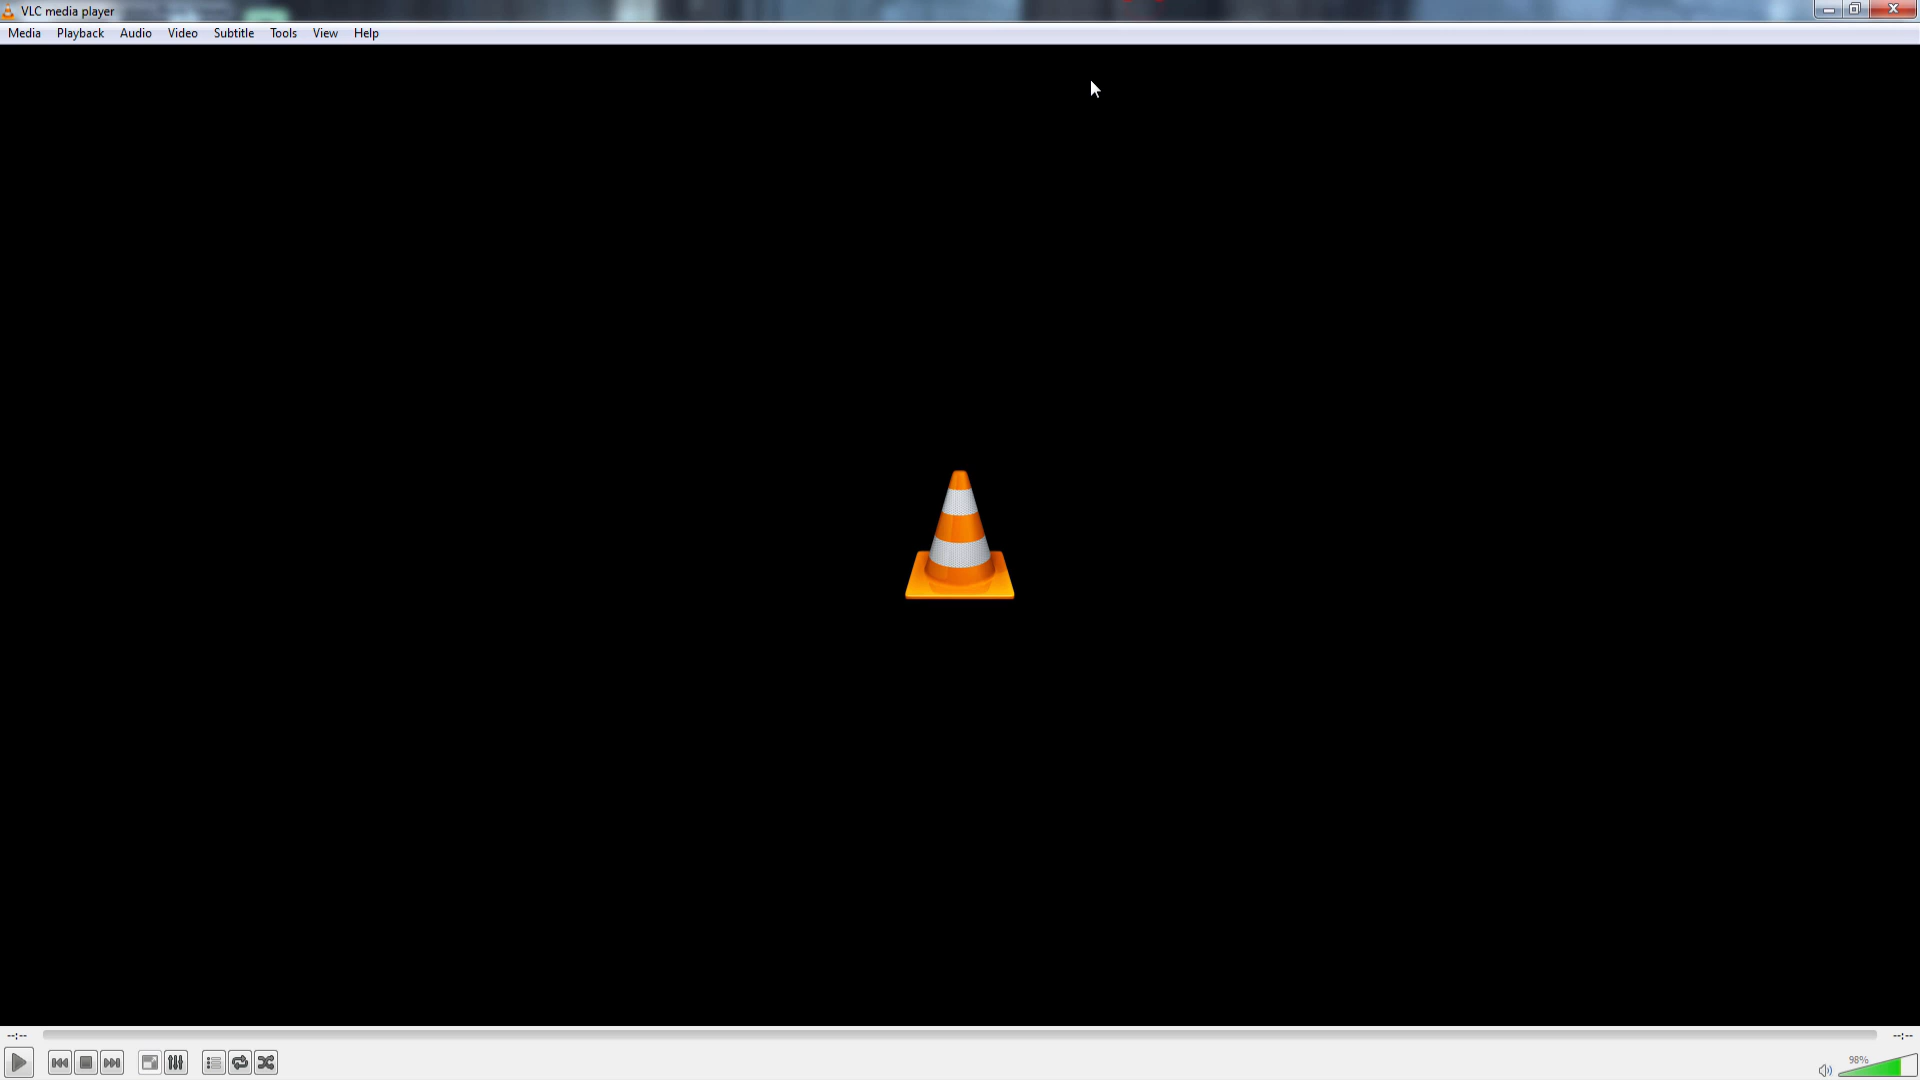 VLC media player
Media Playback Audio Video Subtitle Tools View Help
--:-- --:--
98%